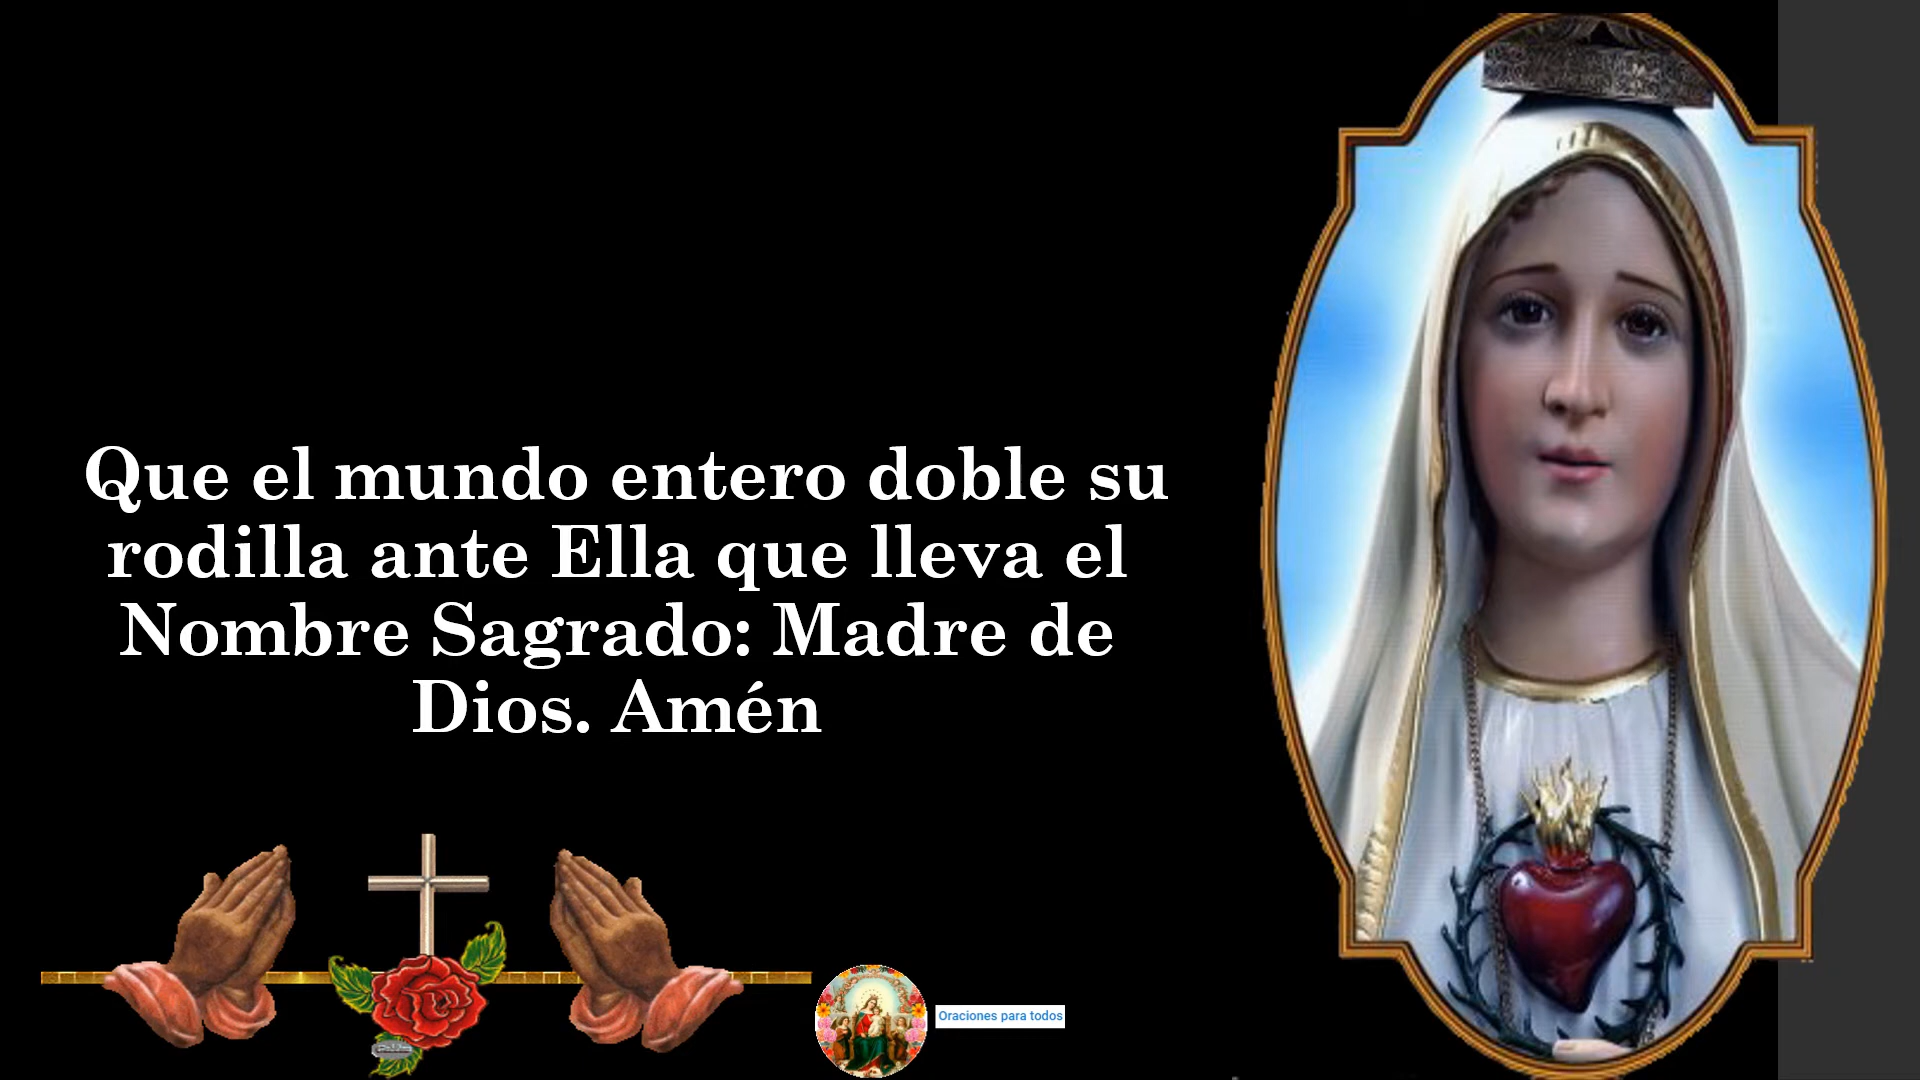 Que el mundo entero doble su
rodilla ante Ella que lleva el
Nombre Sagrado: Madre de
Dios. Amén
Oraciones para todos